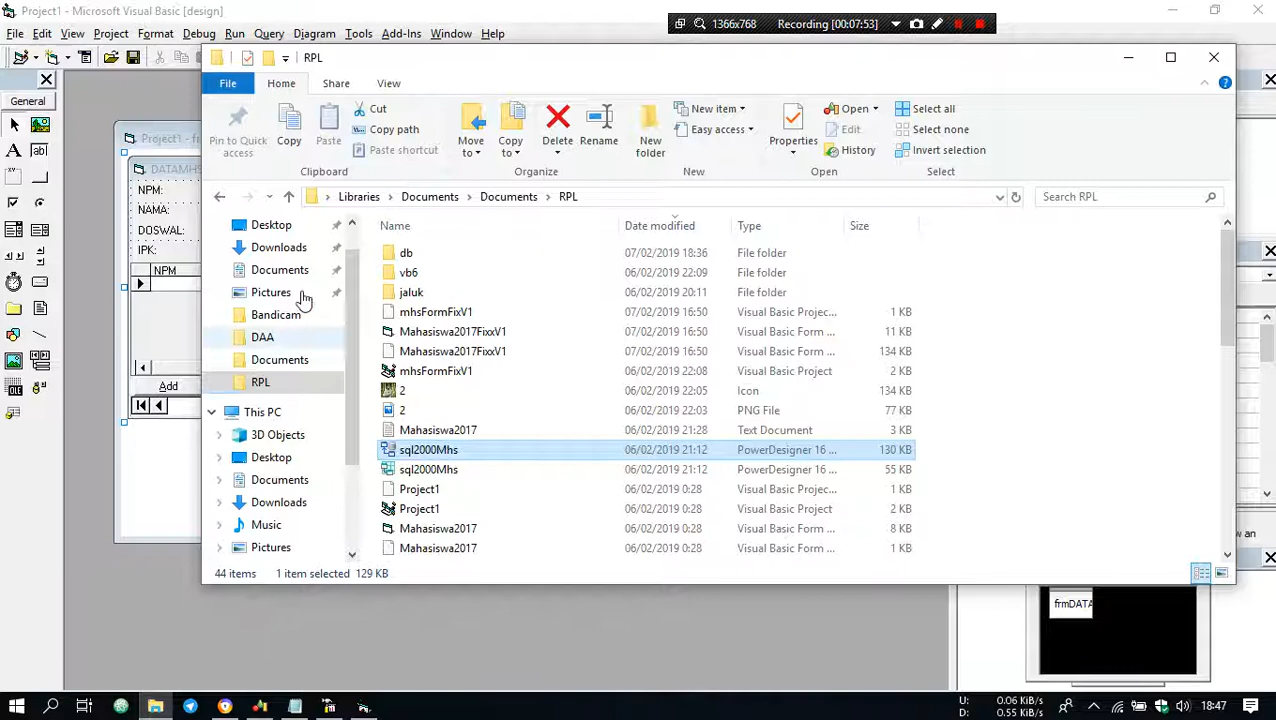 Project1 - Microsoft Visual Basic [design]
1366x768 Recording [00:07:53]
File Edit View Project Format Debug Run Query Diagram Tools Add-Ins Window Help
RPL
General
File Home Share View
Pin to Quick access
Copy
Paste
Cut
Copy path
Paste shortcut
Clipboard
Move to
Copy to
Delete
Rename
Organize
New folder
New item
Easy access
New
Properties
Open
Edit
History
Open
Select all
Select none
Invert selection
Select
Libraries Documents Documents RPL
Search RPL
Project1 - fr
DATAMHS
NPM:
NAMA:
DOSWAL:
IPK:
NPM
Add
Desktop
Downloads
Documents
Pictures
Bandicam
DAA
Documents
RPL
This PC
3D Objects
Desktop
Documents
Downloads
Music
Pictures
Name Date modified Type Size
db 07/02/2019 18:36 File folder
vb6 06/02/2019 22:09 File folder
jaluk 06/02/2019 20:11 File folder
mhsFormFixV1 07/02/2019 16:50 Visual Basic Projec... 1 KB
Mahasiswa2017FixxV1 07/02/2019 16:50 Visual Basic Form ... 11 KB
Mahasiswa2017FixxV1 07/02/2019 16:50 Visual Basic Form ... 134 KB
mhsFormFixV1 06/02/2019 22:08 Visual Basic Project 2 KB
2 06/02/2019 22:05 Icon 134 KB
2 06/02/2019 22:03 PNG File 77 KB
Mahasiswa2017 06/02/2019 21:28 Text Document 3 KB
sql2000Mhs 06/02/2019 21:12 PowerDesigner 16 ... 130 KB
sql2000Mhs 06/02/2019 21:12 PowerDesigner 16 ... 55 KB
Project1 06/02/2019 0:28 Visual Basic Projec... 1 KB
Project1 06/02/2019 0:28 Visual Basic Project 2 KB
Mahasiswa2017 06/02/2019 0:28 Visual Basic Form ... 8 KB
Mahasiswa2017 06/02/2019 0:28 Visual Basic Form ... 1 KB
w an
44 items 1 item selected 129 KB
frmDATA
U: 0.06 KiB/s
D: 0.55 KiB/s
18:47